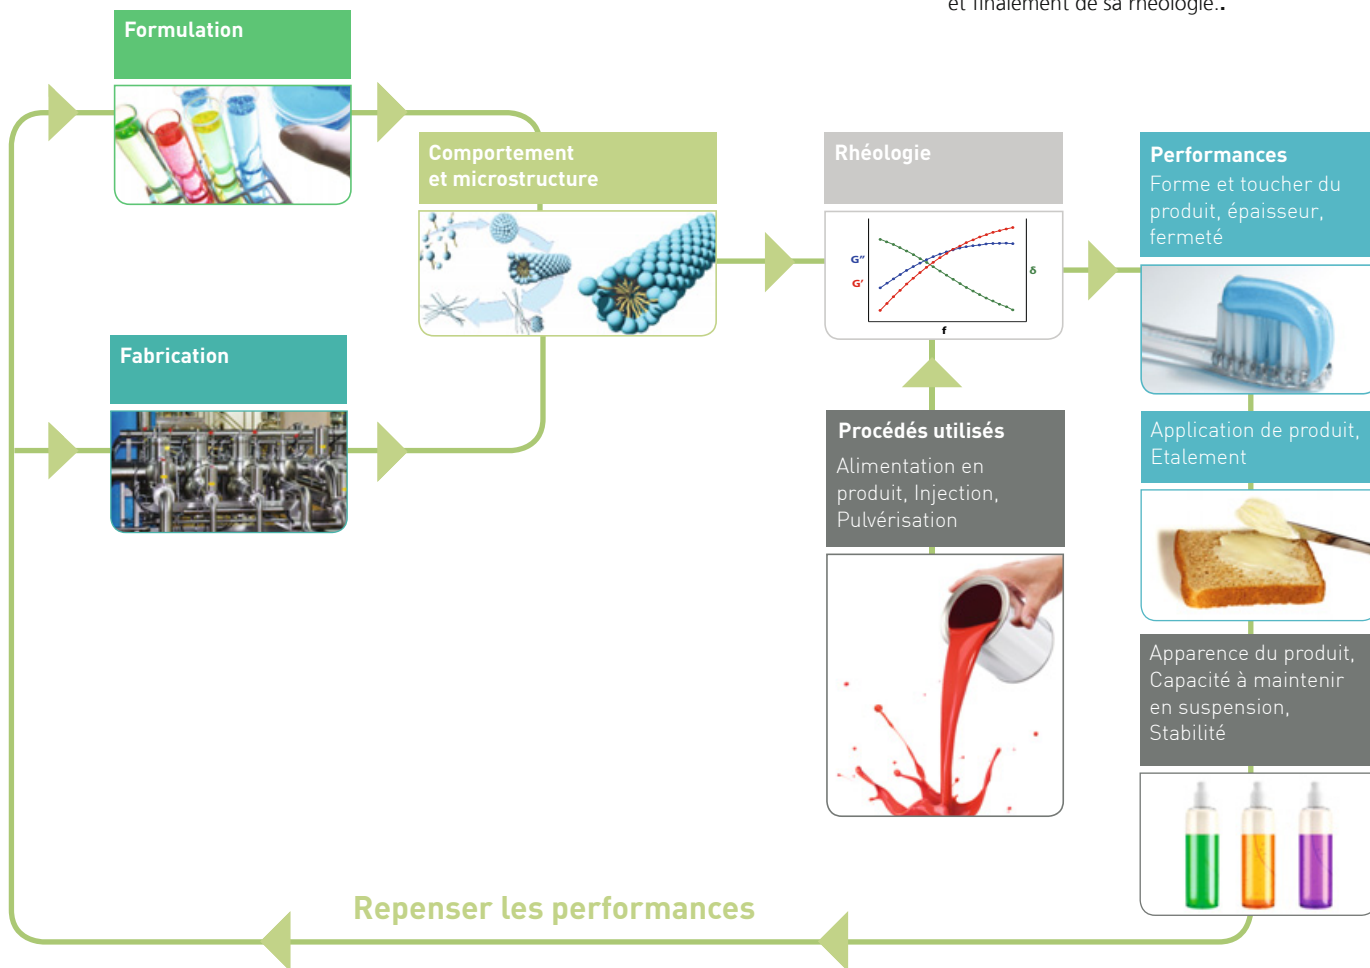 et finalement de sa rhéologie..
Formulation
Comportement
et microstructure
Rhéologie
G"
G'
δ
f
Performances
Forme et toucher du
produit, épaisseur,
fermeté
Fabrication
Procédés utilisés
Alimentation en
produit, Injection,
Pulvérisation
Application de produit,
Etalement
Apparence du produit,
Capacité à maintenir
en suspension,
Stabilité
Repenser les performances